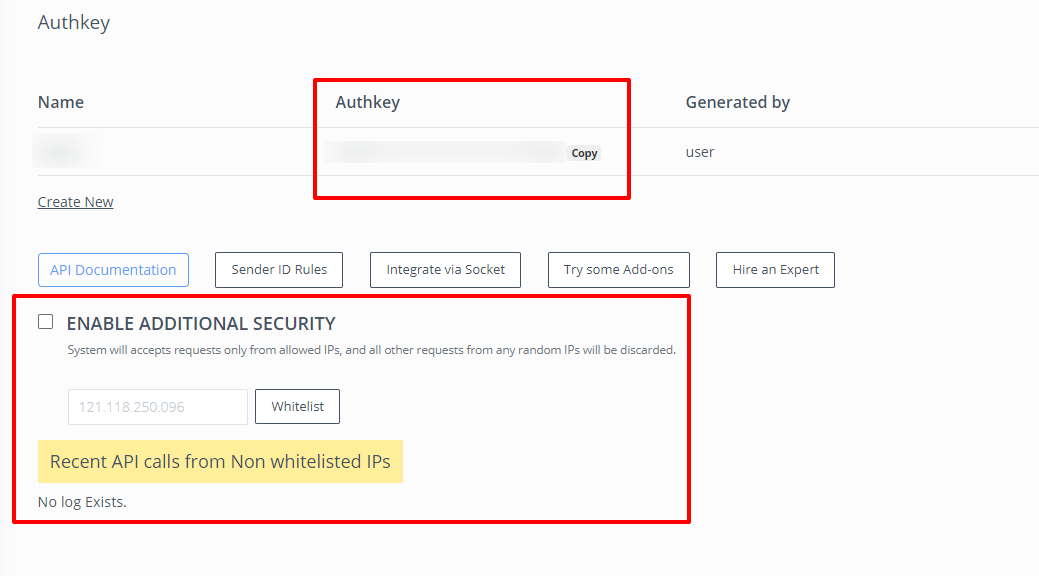 Authkey
Name Authkey Generated by
Copy user
Create New
API Documentation Sender ID Rules Integrate via Socket Try some Add-ons Hire an Expert
ENABLE ADDITIONAL SECURITY
System will accepts requests only from allowed IPs, and all other requests from any random IPs will be discarded.
121.118.250.096 Whitelist
Recent API calls from Non whitelisted IPs
No log Exists.